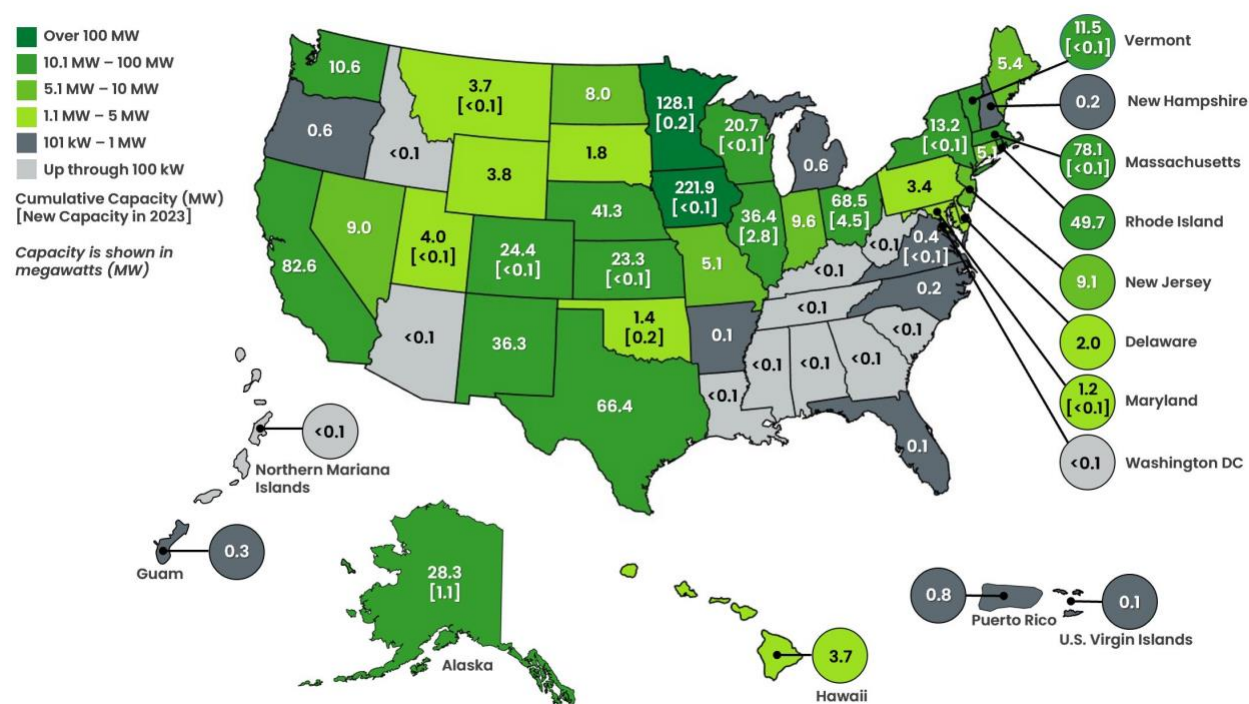 Over 100 MW
10.1 MW – 100 MW
5.1 MW – 10 MW
1.1 MW – 5 MW
101 kW – 1 MW
Up through 100 kW
Cumulative Capacity (MW)
[New Capacity in 2023]
Capacity is shown in
megawatts (MW)
10.6
0.6
<0.1
3.7
[<0.1]
3.8
8.0
1.8
128.1
[0.2]
20.7
[<0.1]
0.6
13.2
[<0.1]
5.4
5.1
82.6
9.0
4.0
[<0.1]
24.4
[<0.1]
41.3
23.3
[<0.1]
221.9
[<0.1]
36.4
[2.8]
9.6
68.5
[4.5]
3.4
<0.1
0.4
[<0.1]
<0.1
0.2
5.1
<0.1
36.3
1.4
[0.2]
0.1
<0.1
<0.1
<0.1
<0.1
<0.1
<0.1
66.4
0.1
11.5
[<0.1]
Vermont
0.2
New Hampshire
78.1
[<0.1]
Massachusetts
49.7
Rhode Island
9.1
New Jersey
2.0
Delaware
1.2
[<0.1]
Maryland
<0.1
Washington DC
<0.1
Northern Mariana
Islands
0.3
Guam
28.3
[1.1]
Alaska
3.7
Hawaii
0.8
Puerto Rico
0.1
U.S. Virgin Islands